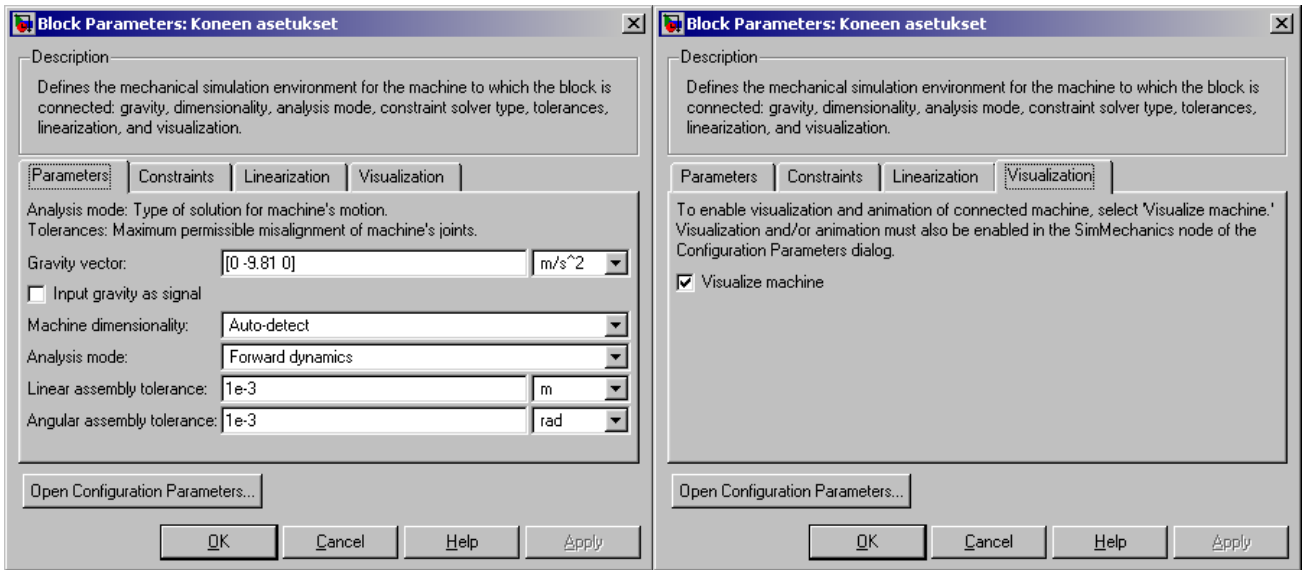 Block Parameters: Koneen asetukset
Description
Defines the mechanical simulation environment for the machine to which the block is
connected: gravity, dimensionality, analysis mode, constraint solver type, tolerances,
linearization, and visualization.
Parameters Constraints Linearization Visualization
Analysis mode: Type of solution for machine's motion.
Tolerances: Maximum permissible misalignment of machine's joints.
Gravity vector: [0 -9.81 0] m/s^2
Input gravity as signal
Machine dimensionality: Auto-detect
Analysis mode: Forward dynamics
Linear assembly tolerance: 1e-3 m
Angular assembly tolerance: 1e-3 rad
Open Configuration Parameters...
OK Cancel Help Apply
Block Parameters: Koneen asetukset
Description
Defines the mechanical simulation environment for the machine to which the block is
connected: gravity, dimensionality, analysis mode, constraint solver type, tolerances,
linearization, and visualization.
Parameters Constraints Linearization Visualization
To enable visualization and animation of connected machine, select 'Visualize machine.'
Visualization and/or animation must also be enabled in the SimMechanics node of the
Configuration Parameters dialog.
Visualize machine
Open Configuration Parameters...
OK Cancel Help Apply